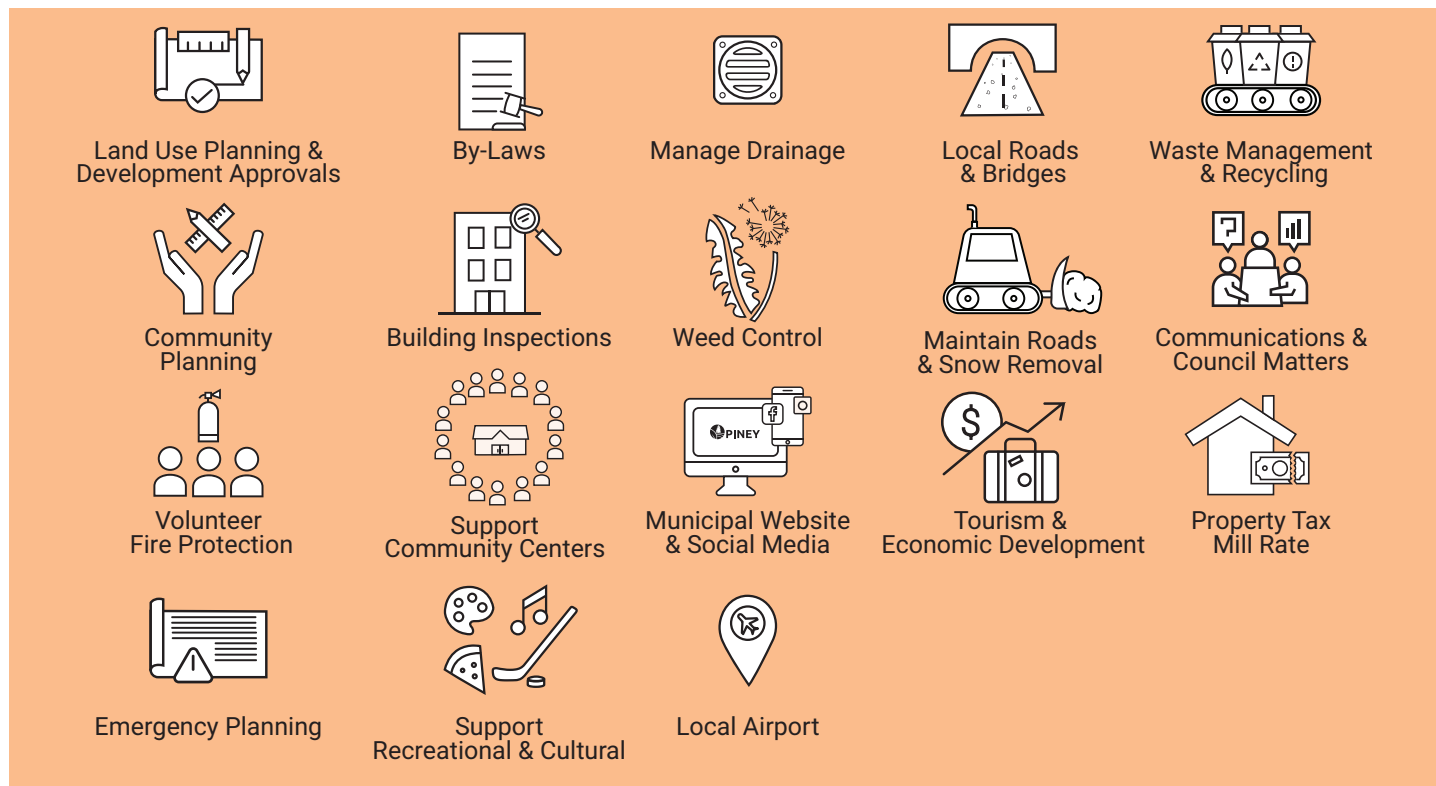 Land Use Planning &
Development Approvals
By-Laws
Manage Drainage
Local Roads
& Bridges
Waste Management
& Recycling
Community
Planning
Building Inspections
Weed Control
Maintain Roads
& Snow Removal
Communications &
Council Matters
Volunteer
Fire Protection
Support
Community Centers
PINEY
f
Municipal Website
& Social Media
$
Tourism &
Economic Development
Property Tax
Mill Rate
Emergency Planning
Support
Recreational & Cultural
Local Airport